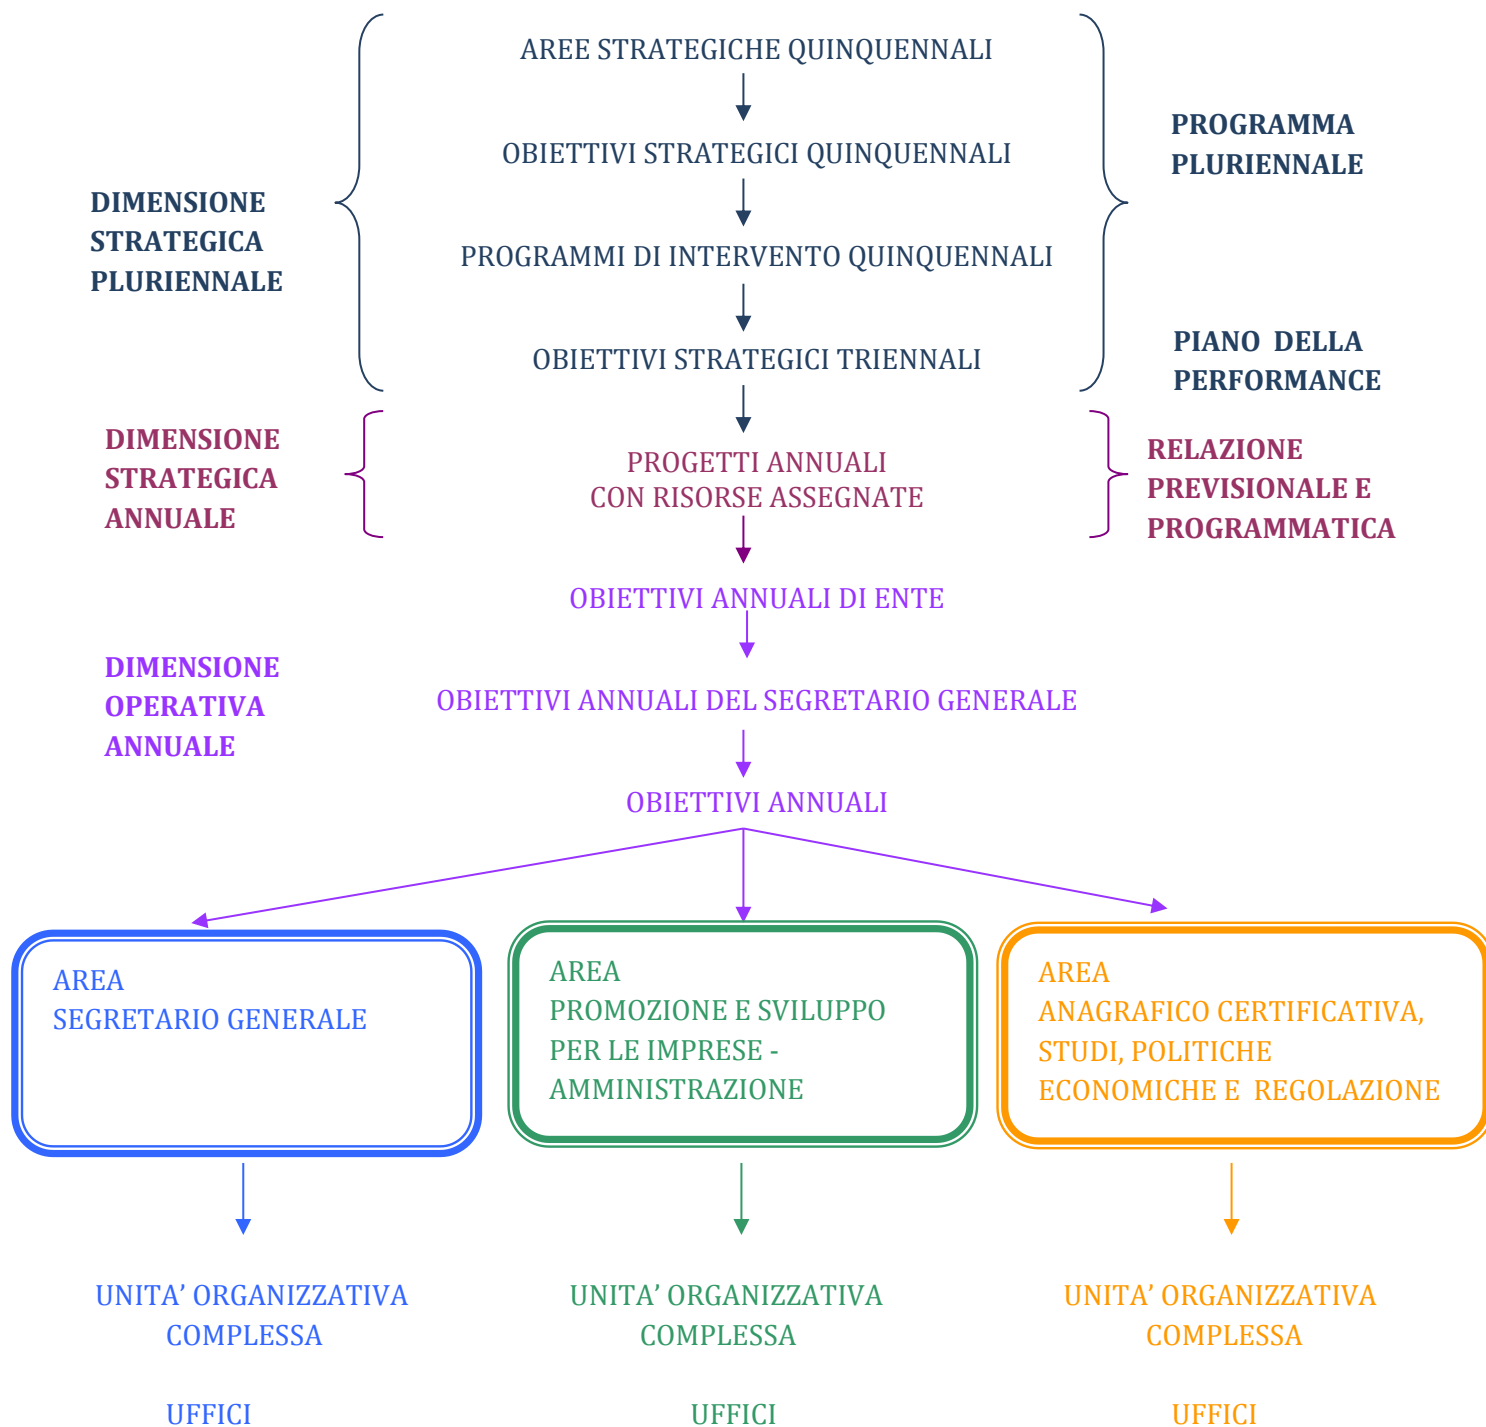 AREE STRATEGICHE QUINQUENNALI
PROGRAMMA
PLURIENNALE
OBIETTIVI STRATEGICI QUINQUENNALI
DIMENSIONE
STRATEGICA
PLURIENNALE
PROGRAMMI DI INTERVENTO QUINQUENNALI
OBIETTIVI STRATEGICI TRIENNALI
PIANO DELLA
PERFORMANCE
DIMENSIONE
STRATEGICA
ANNUALE
PROGETTI ANNUALI
CON RISORSE ASSEGNATE
RELAZIONE
PREVISIONALE E
PROGRAMMATICA
OBIETTIVI ANNUALI DI ENTE
DIMENSIONE
OPERATIVA
ANNUALE
OBIETTIVI ANNUALI DEL SEGRETARIO GENERALE
OBIETTIVI ANNUALI
AREA
SEGRETARIO GENERALE
AREA
PROMOZIONE E SVILUPPO
PER LE IMPRESE -
AMMINISTRAZIONE
AREA
ANAGRAFICO CERTIFICATIVA,
STUDI, POLITICHE
ECONOMICHE E REGOLAZIONE
UNITA’ ORGANIZZATIVA
COMPLESSA
UFFICI
UNITA’ ORGANIZZATIVA
COMPLESSA
UFFICI
UNITA’ ORGANIZZATIVA
COMPLESSA
UFFICI